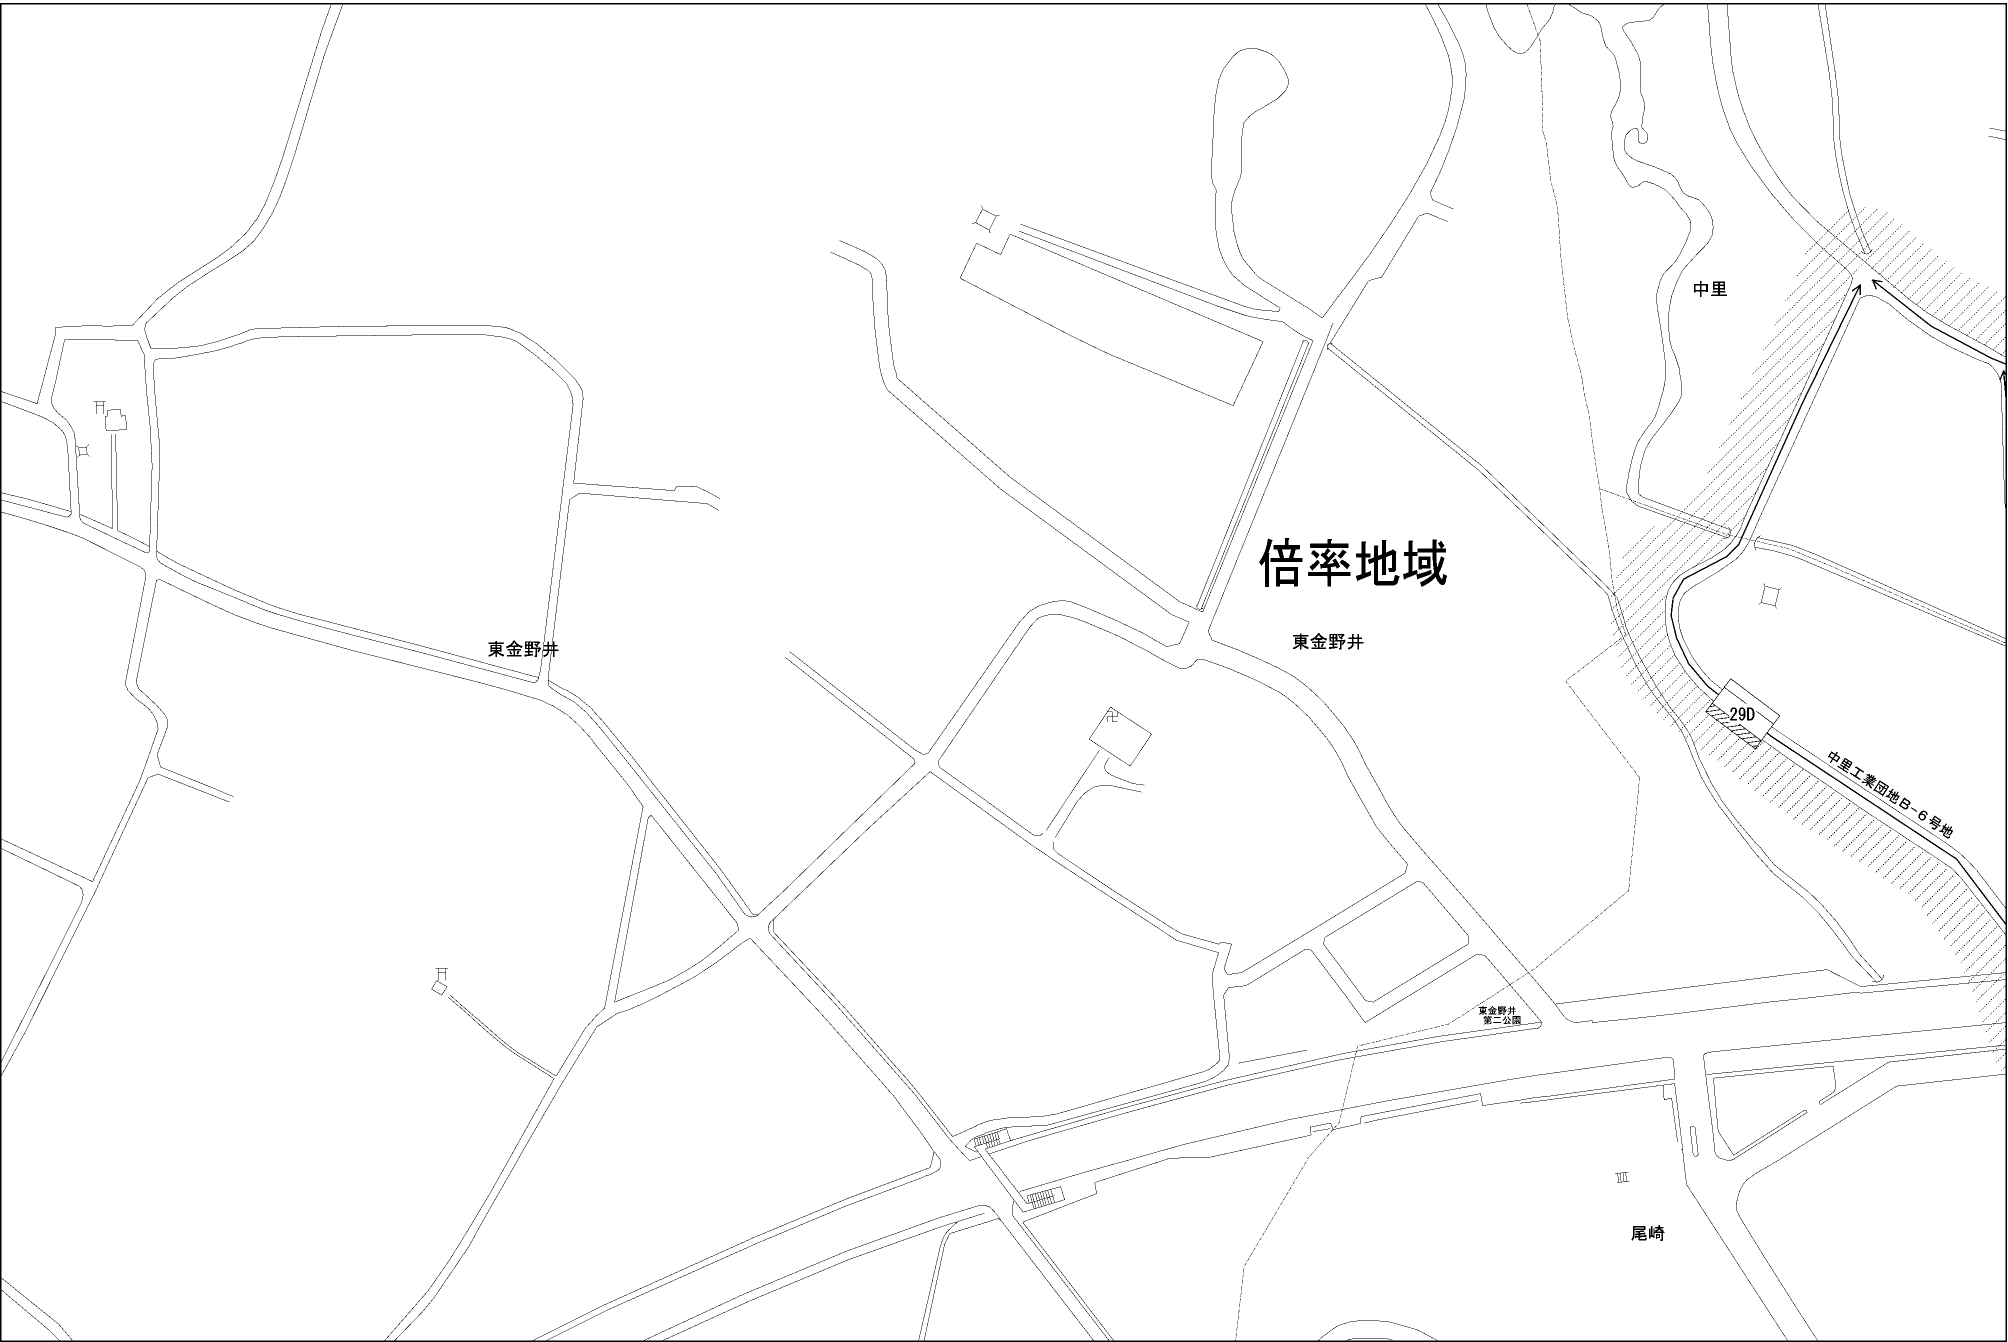 中里
倍率地域
東金野井
東金野井
29D
中里工業団地B-6号地
東金野井
第二公園
尾崎